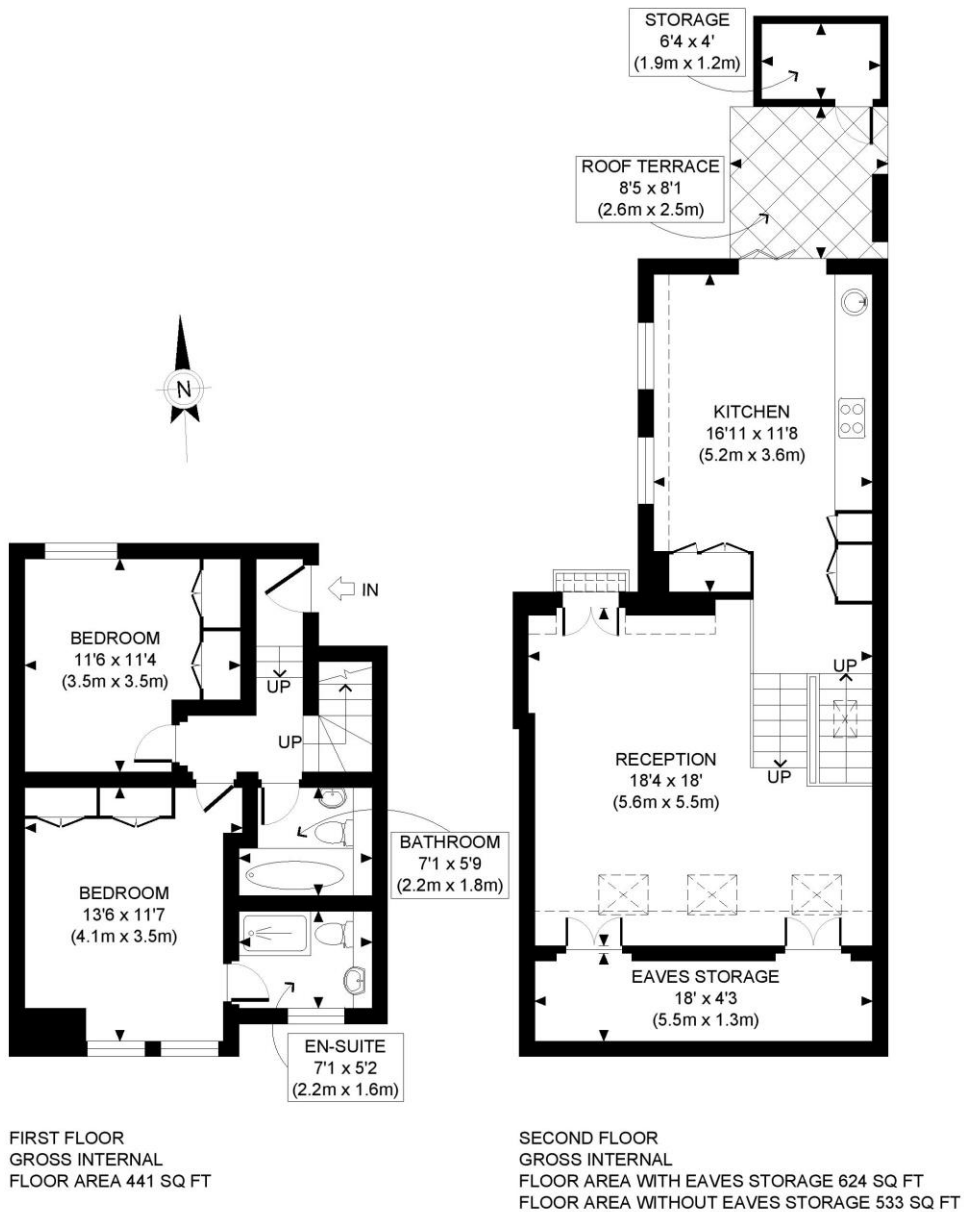 STORAGE
6'4 x 4'
(1.9m x 1.2m)
ROOF TERRACE
8'5 x 8'1
(2.6m x 2.5m)
N
KITCHEN
16'11 x 11'8
(5.2m x 3.6m)
IN
BEDROOM
11'6 x 11'4
(3.5m x 3.5m)
UP
UP
UP
UP
RECEPTION
18'4 x 18'
(5.6m x 5.5m)
BATHROOM
7'1 x 5'9
(2.2m x 1.8m)
BEDROOM
13'6 x 11'7
(4.1m x 3.5m)
EAVES STORAGE
18' x 4'3
(5.5m x 1.3m)
EN-SUITE
7'1 x 5'2
(2.2m x 1.6m)
FIRST FLOOR
GROSS INTERNAL
FLOOR AREA 441 SQ FT
SECOND FLOOR
GROSS INTERNAL
FLOOR AREA WITH EAVES STORAGE 624 SQ FT
FLOOR AREA WITHOUT EAVES STORAGE 533 SQ FT